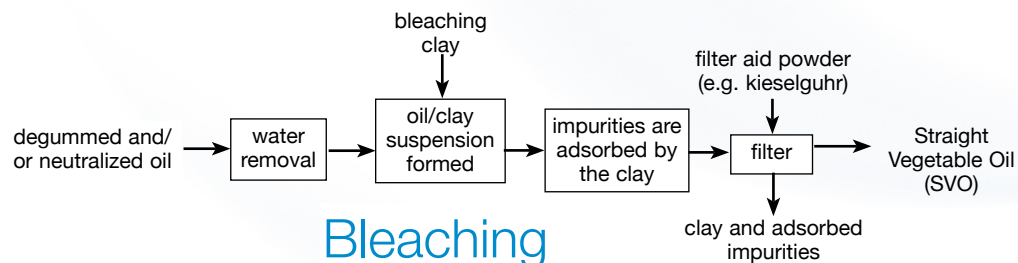 bleaching
clay
filter aid powder
(e.g. kieselguhr)
degummed and/
or neutralized oil
water
removal
oil/clay
suspension
formed
impurities are
adsorbed by
the clay
filter
Straight
Vegetable Oil
(SVO)
clay and adsorbed
impurities
Bleaching